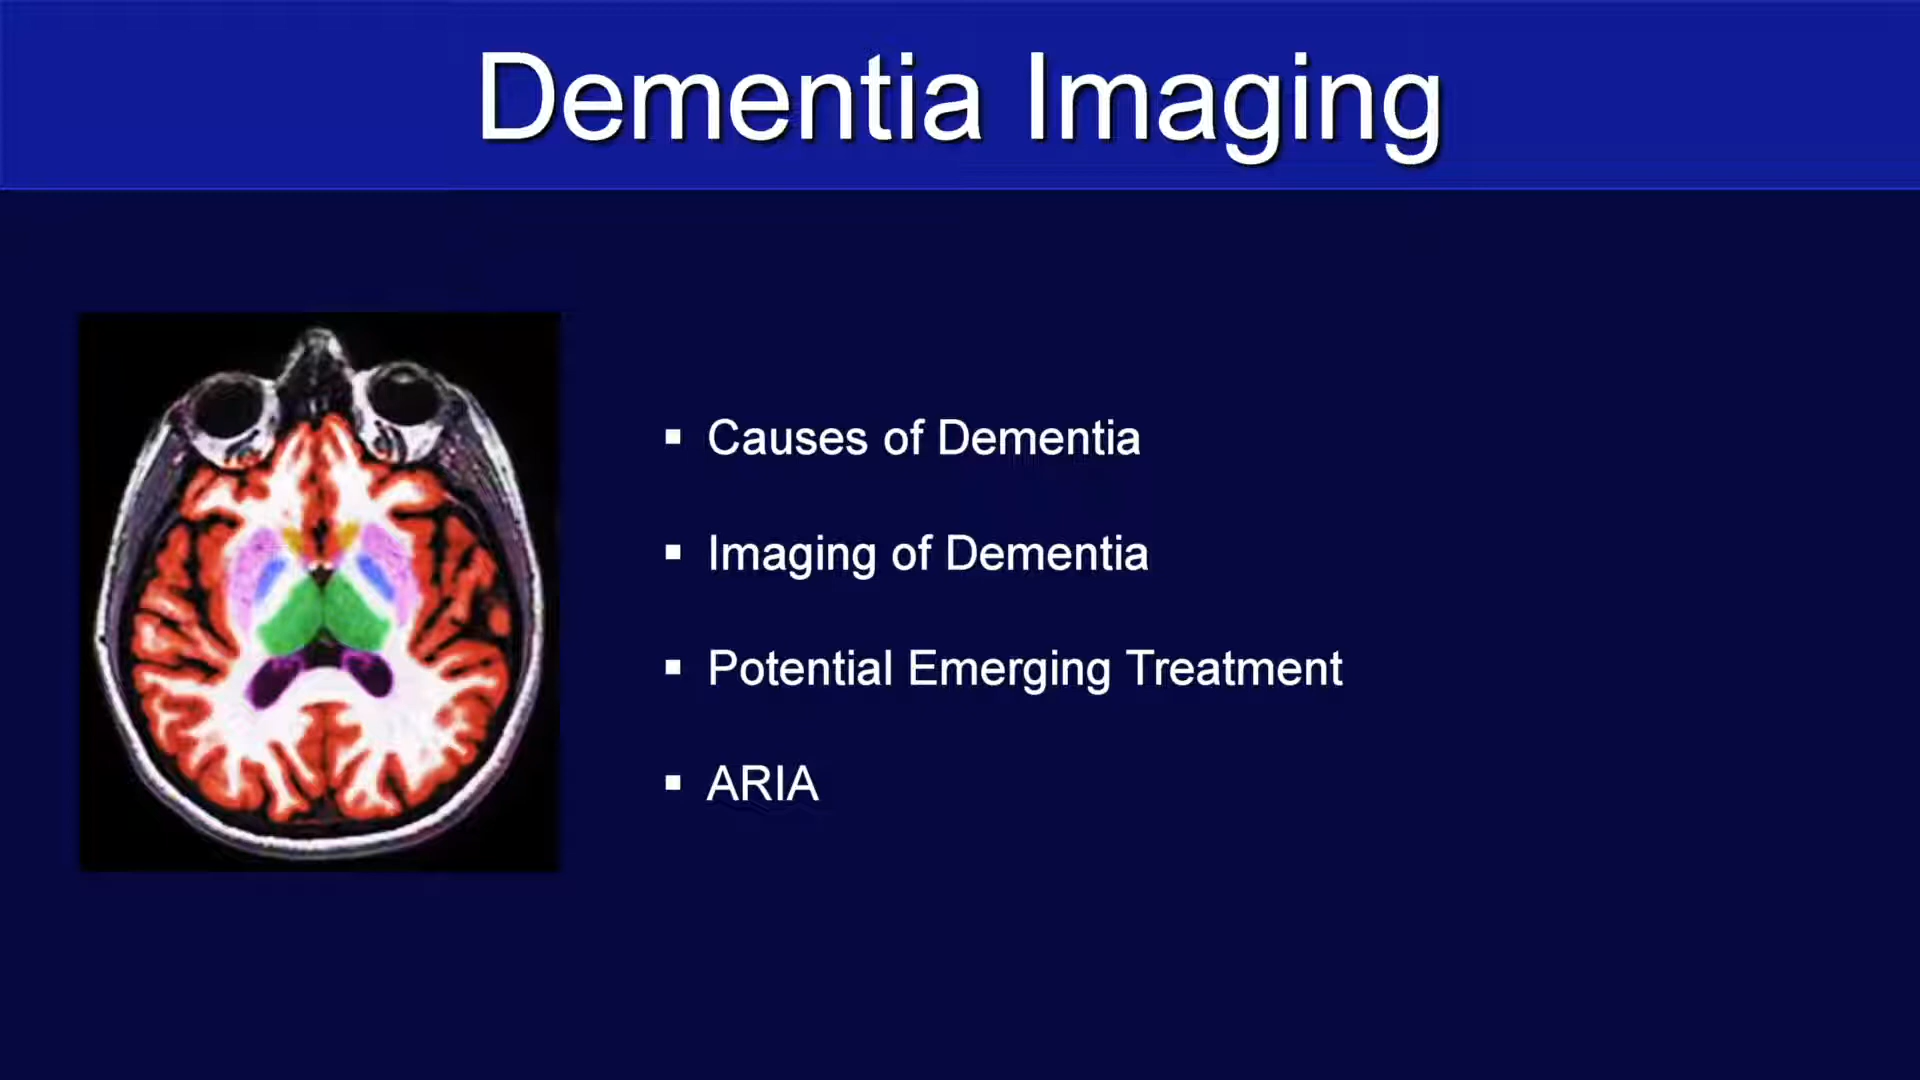 Dementia Imaging
▪ Causes of Dementia
▪ Imaging of Dementia
▪ Potential Emerging Treatment
▪ ARIA